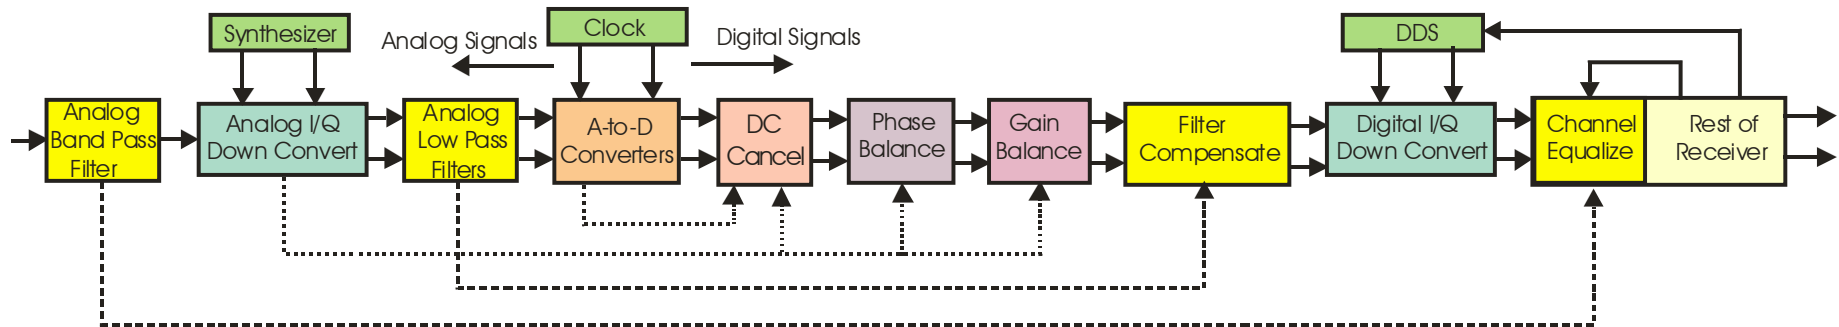 Synthesizer
Analog Signals
Clock
Digital Signals
DDS
Analog
Band Pass
Filter
Analog I/Q
Down Convert
Analog
Low Pass
Filters
A-to-D
Converters
DC
Cancel
Phase
Balance
Gain
Balance
Filter
Compensate
Digital I/Q
Down Convert
Channel
Equalize
Rest of
Receiver